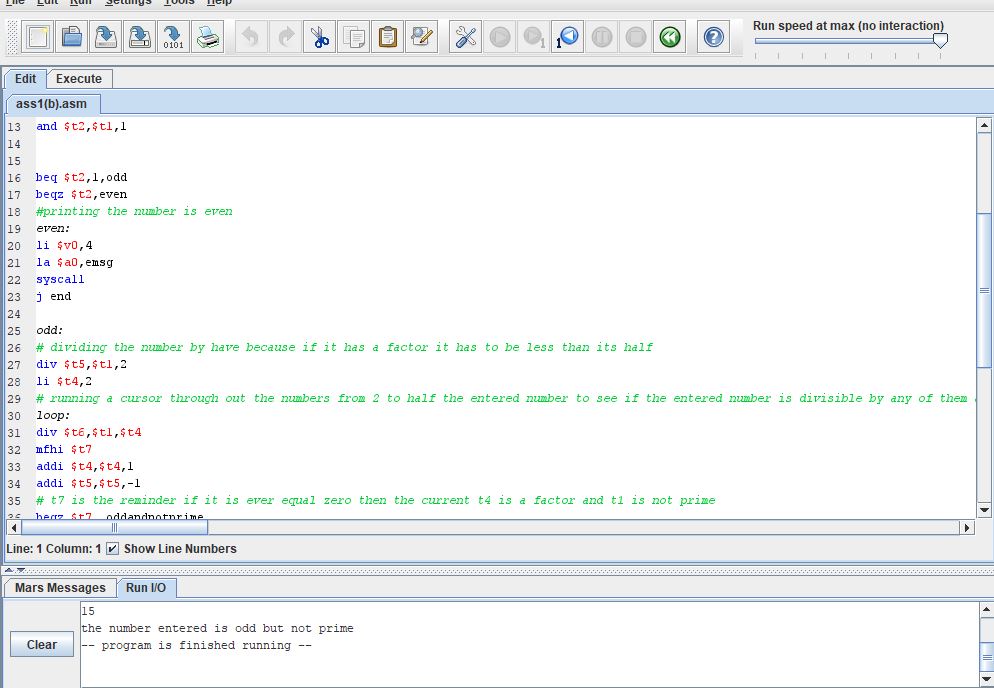 File Edit Run Settings Tools Help
Run speed at max (no interaction)
0101
1
1
Edit Execute
ass1(b).asm
13 and $t2,$t1,1
14
15
16 beq $t2,1,odd
17 beqz $t2,even
18 #printing the number is even
19 even:
20 li $v0,4
21 la $a0,emsg
22 syscall
23 j end
24
25 odd:
26 # dividing the number by have because if it has a factor it has to be less than its half
27 div $t5,$t1,2
28 li $t4,2
29 # running a cursor through out the numbers from 2 to half the entered number to see if the entered number is divisible by any of them
30 loop:
31 div $t6,$t1,$t4
32 mfhi $t7
33 addi $t4,$t4,1
34 addi $t5,$t5,-1
35 # t7 is the reminder if it is ever equal zero then the current t4 is a factor and t1 is not prime
36 beqz $t7, oddandnotprime
Line: 1 Column: 1 Show Line Numbers
Mars Messages Run I/O
Clear
15
the number entered is odd but not prime
-- program is finished running --